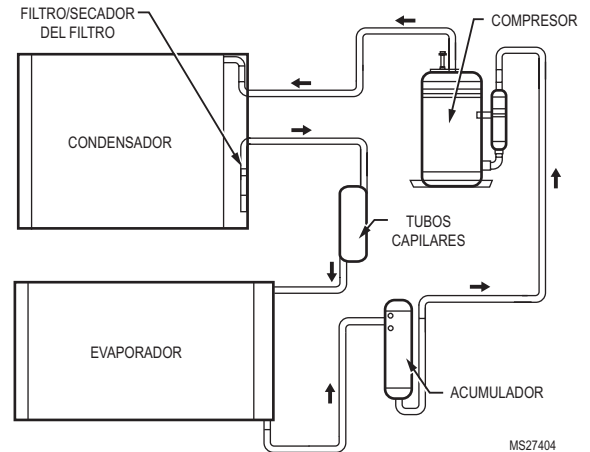 FILTRO/SECADOR
DEL FILTRO
COMPRESOR
CONDENSADOR
TUBOS
CAPILARES
EVAPORADOR
ACUMULADOR
MS27404